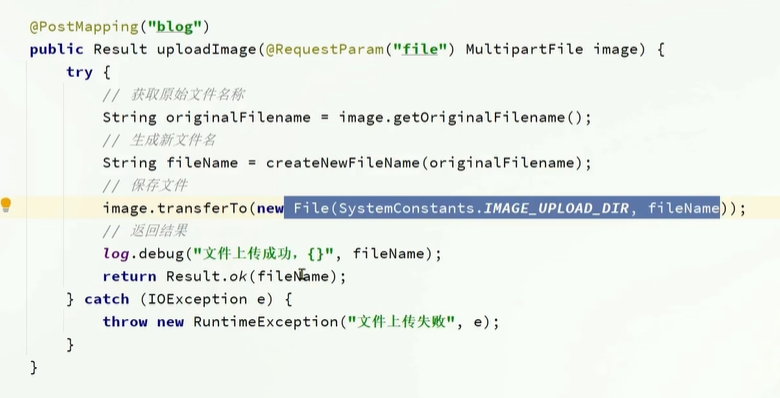 @PostMapping("blog")
public Result uploadImage(@RequestParam("file") MultipartFile image) {
try {
// 获取原始文件名称
String originalFilename = image.getOriginalFilename();
// 生成新文件名
String fileName = createNewFileName(originalFilename);
// 保存文件
image.transferTo(new File(SystemConstants.IMAGE_UPLOAD_DIR, fileName));
// 返回结果
log.debug("文件上传成功，{}", fileName);
return Result.ok(fileName);
} catch (IOException e) {
throw new RuntimeException("文件上传失败", e);
}
}